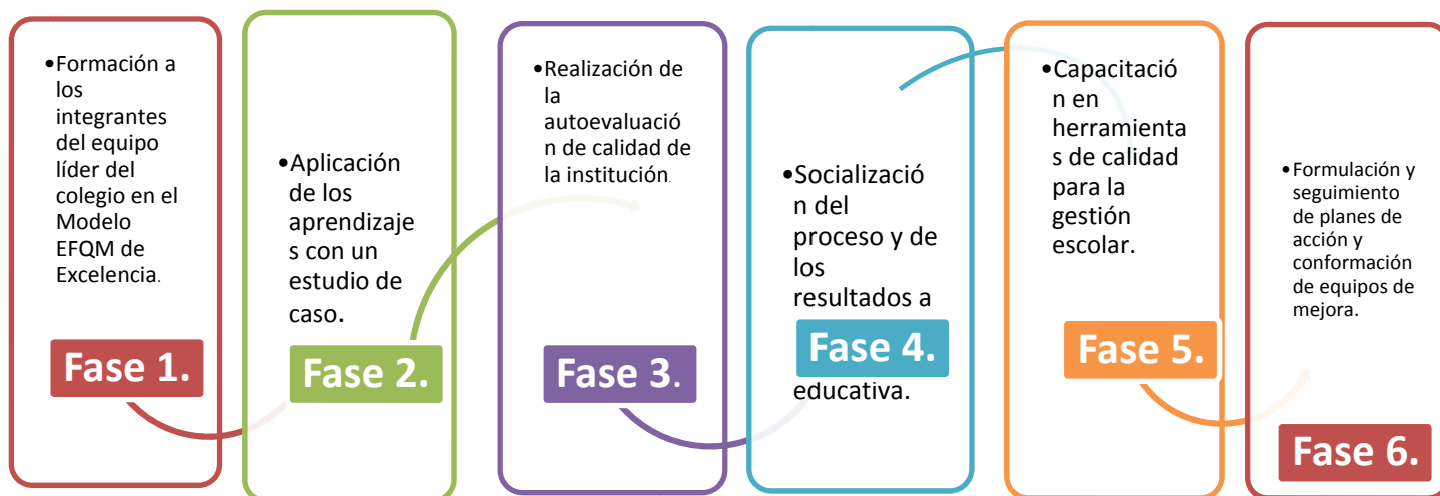 •Formación a
los
integrantes
del equipo
líder del
colegio en el
Modelo
EFQM de
Excelencia.
Fase 1.
•Aplicación
de los
aprendizaje
s con un
estudio de
caso.
Fase 2.
•Realización de
la
autoevaluació
n de calidad de
la institución.
Fase 3.
•Socializació
n del
proceso y de
los
resultados a
Fase 4.
educativa.
•Capacitació
n en
herramienta
s de calidad
para la
gestión
escolar.
Fase 5.
•Formulación y
seguimiento
de planes de
acción y
conformación
de equipos de
mejora.
Fase 6.